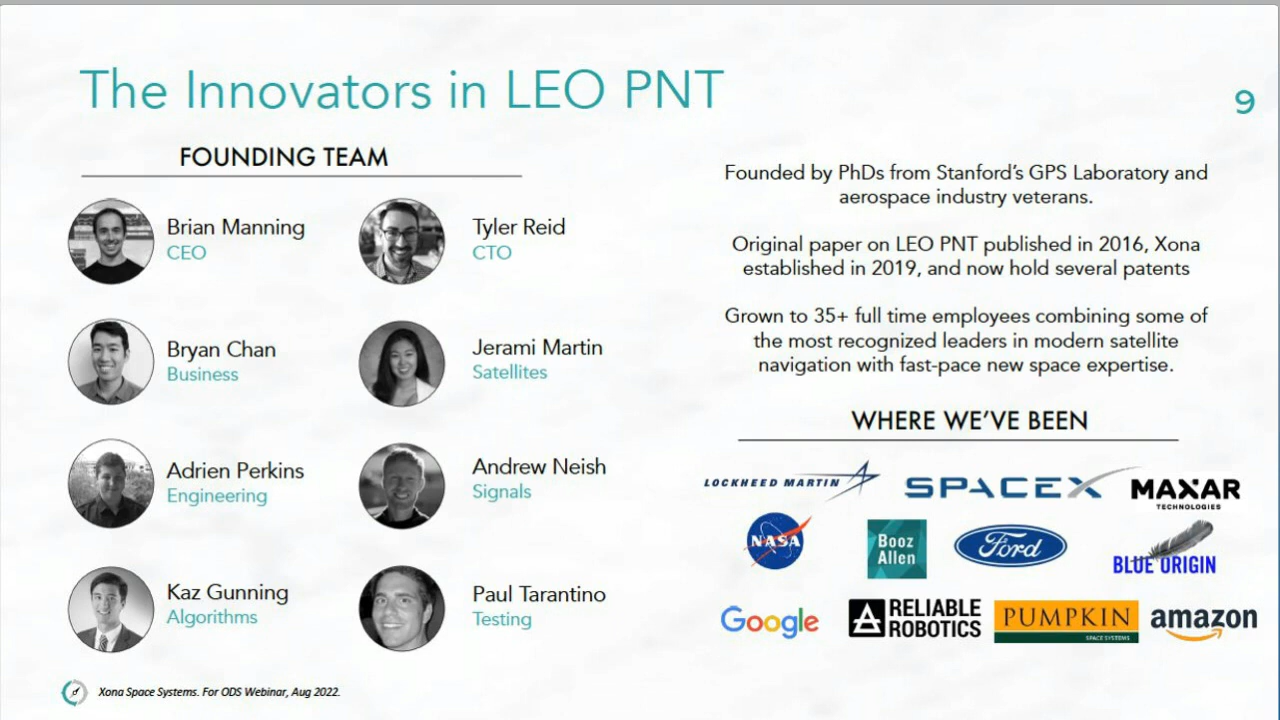 The Innovators in LEO PNT
9
FOUNDING TEAM
Brian Manning
CEO
Tyler Reid
CTO
Bryan Chan
Business
Jerami Martin
Satellites
Adrien Perkins
Engineering
Andrew Neish
Signals
Kaz Gunning
Algorithms
Paul Tarantino
Testing
Founded by PhDs from Stanford's GPS Laboratory and
aerospace industry veterans.
Original paper on LEO PNT published in 2016, Xona
established in 2019, and now hold several patents
Grown to 35+ full time employees combining some of
the most recognized leaders in modern satellite
navigation with fast-pace new space expertise.
WHERE WE'VE BEEN
LOCKHEED MARTIN
SPACEX
MAXAR
TECHNOLOGIES
NASA
Booz
Allen
Ford
BLUE ORIGIN
Google
RELIABLE
ROBOTICS
PUMPKIN
SPACE SYSTEMS
amazon
Xona Space Systems. For ODS Webinar, Aug 2022.